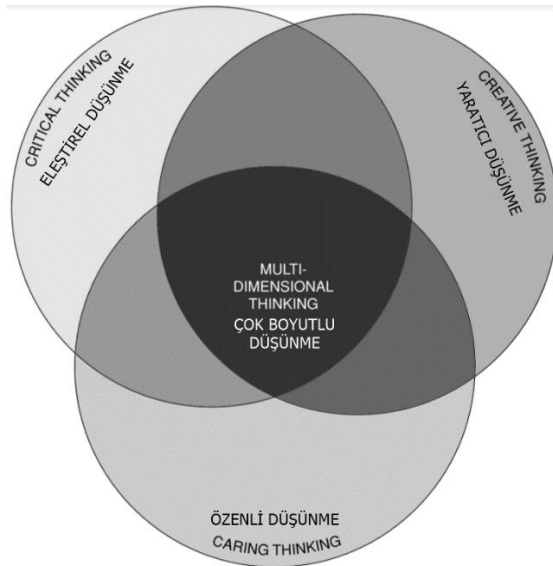 CRITICAL THINKING
ELEŞTİREL DÜŞÜNME
CREATIVE THINKING
YARATICI DÜŞÜNME
MULTI-
DIMENSIONAL
THINKING
ÇOK BOYUTLU
DÜŞÜNME
ÖZENLİ DÜŞÜNME
CARING THINKING